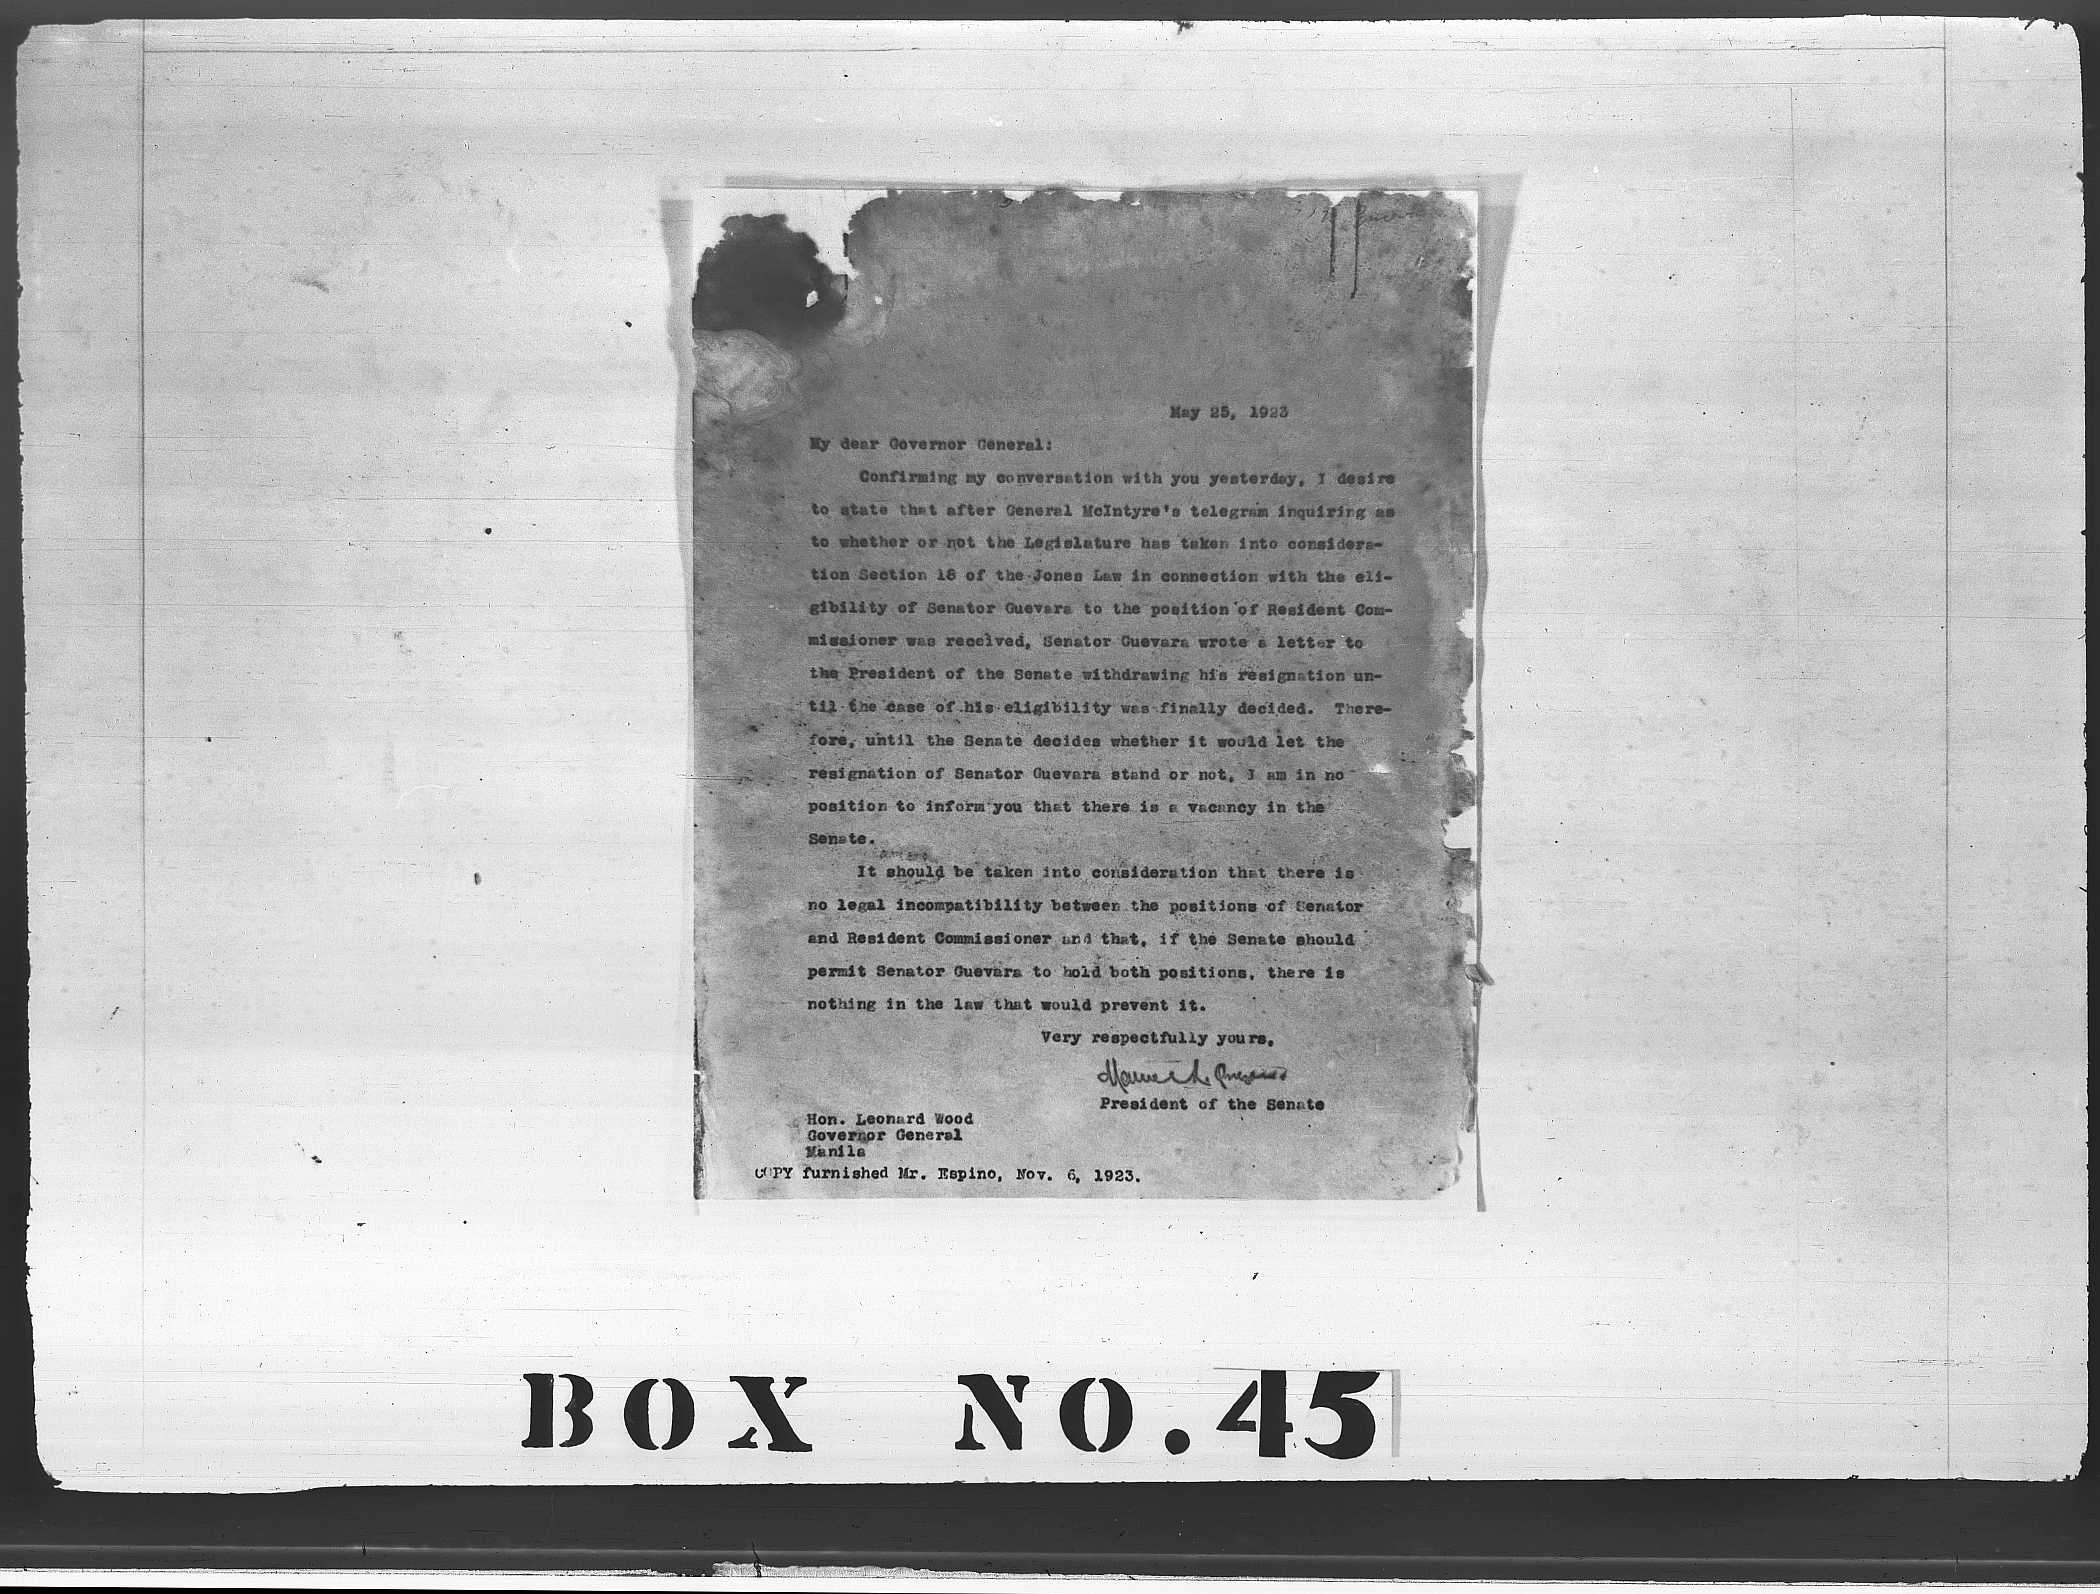 May 25, 1923
My dear Governor General:
Confirming my conversation with you yesterday, I desire
to state that after General McIntyre's telegram inquiring as
to whether or not the Legislature has taken into considera-
tion Section 18 of the Jones Law in connection with the eli-
gibility of Senator Guevara to the position of Resident Com-
missioner was received, Senator Guevara wrote a letter to
the President of the Senate withdrawing his resignation un-
til the case of his eligibility was finally decided. There-
fore, until the Senate decides whether it would let the
resignation of Senator Guevara stand or not, I am in no
position to inform you that there is a vacancy in the
Senate.
It should be taken into consideration that there is
no legal incompatibility between the positions of Senator
and Resident Commissioner and that, if the Senate should
permit Senator Guevara to hold both positions, there is
nothing in the law that would prevent it.
Very respectfully yours,
Manuel L. Quezon
President of the Senate
Hon. Leonard Wood
Governor General
Manila
COPY furnished Mr. Espino, Nov. 6, 1923.
BOX NO. 45